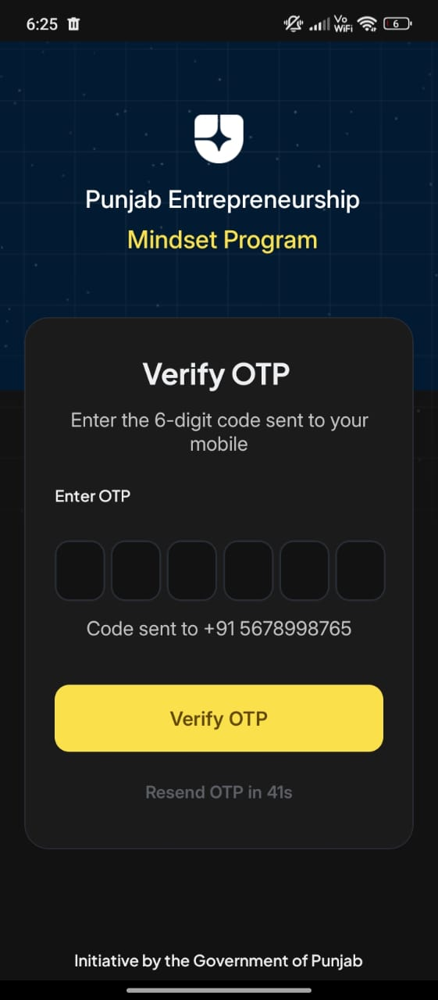 6:25
Vo
WiFi
6
Punjab Entrepreneurship
Mindset Program
Verify OTP
Enter the 6-digit code sent to your
mobile
Enter OTP
Code sent to +91 5678998765
Verify OTP
Resend OTP in 41s
Initiative by the Government of Punjab